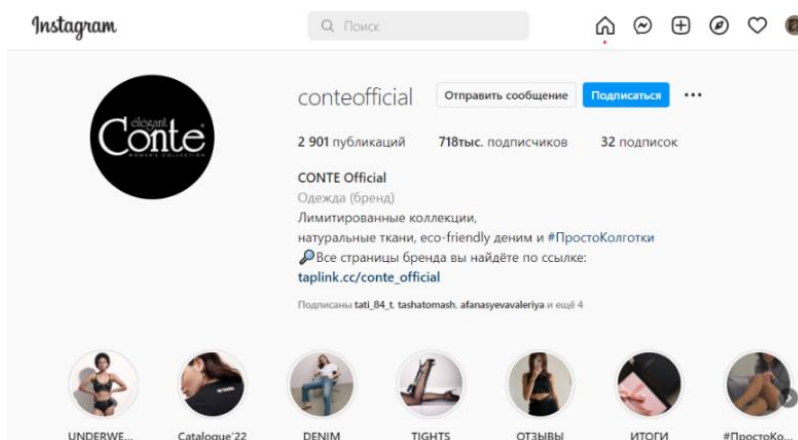 Instagram
Поиск
conteofficial Отправить сообщение Подписаться
2 901 публикаций 718тыс. подписчиков 32 подписок
élégant
Conte
WOMEN'S COLLECTION
CONTE Official
Одежда (бренд)
Лимитированные коллекции,
натуральные ткани, eco-friendly деним и #ПростоКолготки
🔎Все страницы бренда вы найдёте по ссылке:
taplink.cc/conte_official
Подписаны tati_84_t, tashatomash, afanasyevavaleriya и ещё 4
UNDERWE... Catalogue'22 DENIM TIGHTS ОТЗЫВЫ ИТОГИ #ПростоКо...